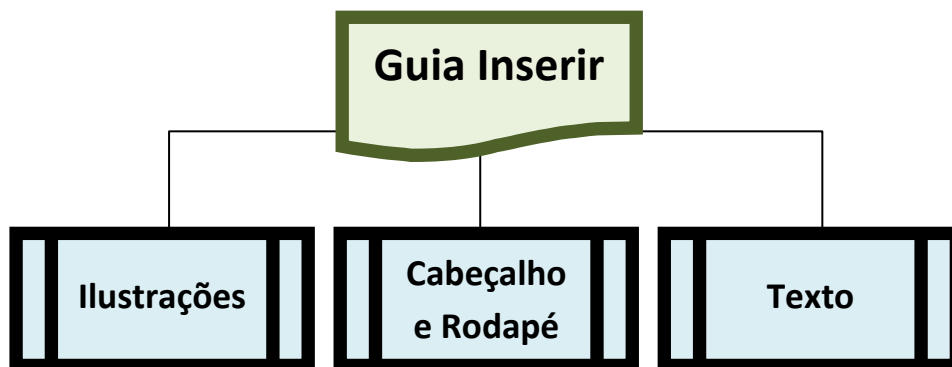 Guia Inserir
Ilustrações
Cabeçalho
e Rodapé
Texto